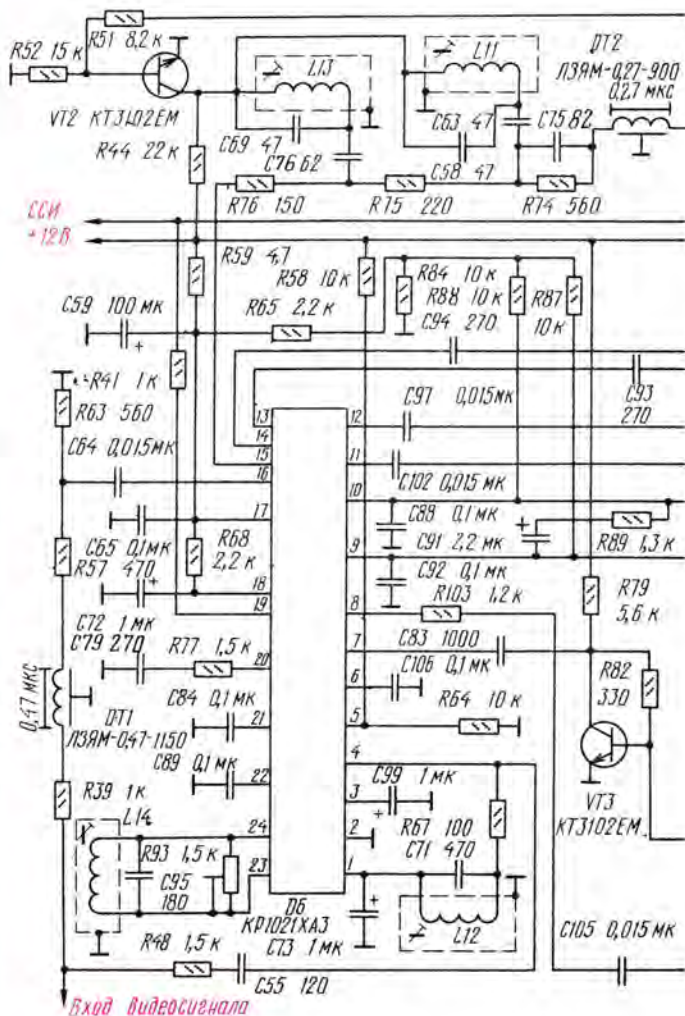 R52 15 к
R51 8,2 к
L13
L11
DT2
ЛЗЯМ-0,27-900
0,27 мкс
VT2 КТ3102ЕМ
C69 47
C76 62
C63 47
C58 47
C75 82
R44 22 к
R76 150
R75 220
R74 560
ССИ
+12В
R59 4,7
R58
10 к
R84 10 к
R88 10 к
R87
10 к
C59 100 мк
+
R65 2,2 к
C94 270
R41 1 к
R63 560
C93
270
C97 0,015мк
C64 0,015 мк
13
14
15
16
17
18
19
20
21
22
24
23
12
11
10
9
8
7
6
5
4
3
2
1
C102 0,015 мк
C88 0,1 мк
C91 2,2 мк
+
R89 1,3 к
C65 0,1мк
R57 470
R68
2,2 к
C92 0,1 мк
R103 1,2 к
C72 1 мк
+
C79 270
R77 1,5 к
C83 1000
R79
5,6 к
C106 0,1 мк
R82
330
0,47 мкс
C84 0,1 мк
R64 10 к
DT1
ЛЗЯМ-0,47-1150
C89 0,1 мк
C99 1 мк
+
VT3
КТ3102ЕМ
R39 1к
L14
R67 100
C71 470
R93 1,5 к
C95
180
D6
КР1021ХА3
C73 1 мк
+
L12
R48 1,5 к
C55 120
C105 0,015 мк
Вход видеосигнала